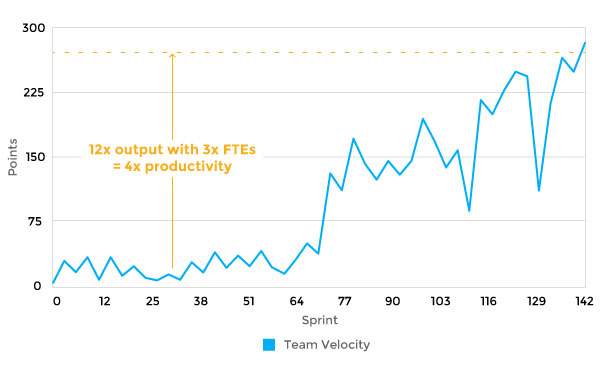 300
225
150
75
0
Points
12x output with 3x FTEs
= 4x productivity
0 12 25 38 51 64 77 90 103 116 129 142
Sprint
Team Velocity